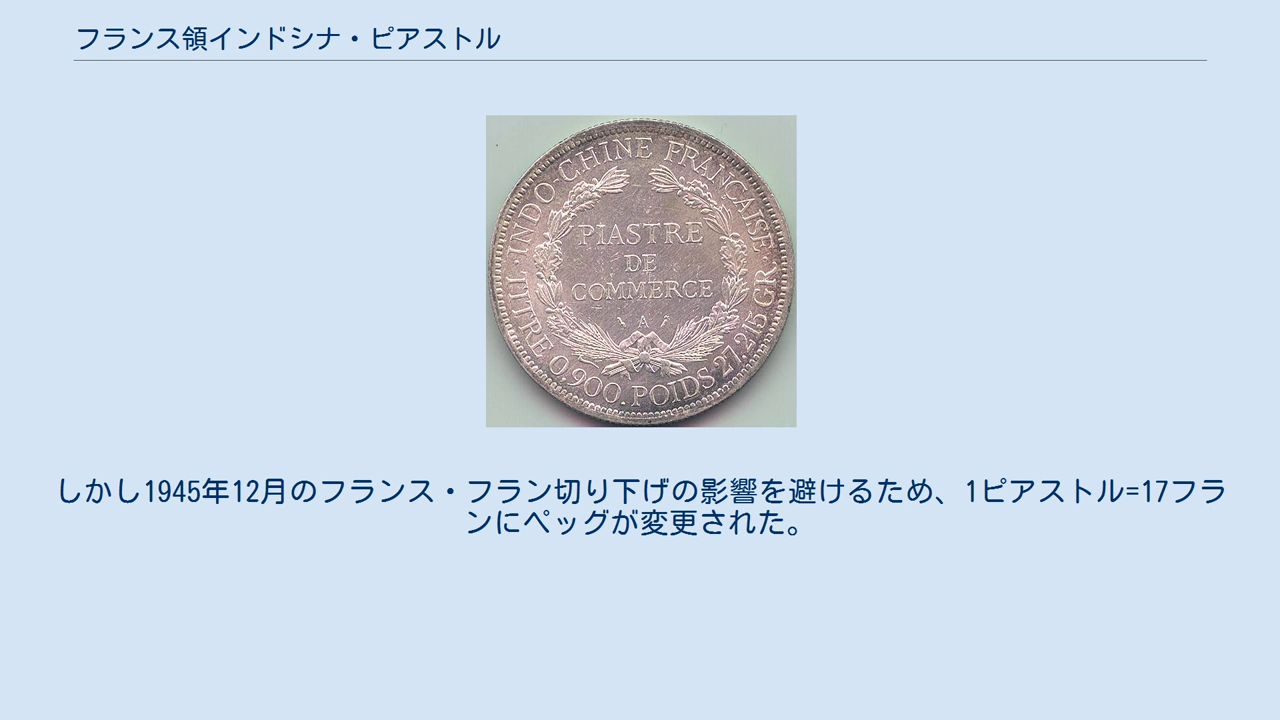 フランス領インドシナ・ピアストル
INDO-CHINE FRANÇAISE
PIASTRE
DE
COMMERCE
A
TITRE 0,900. POIDS 27,215 GR.
しかし1945年12月のフランス・フラン切り下げの影響を避けるため、1ピアストル=17フラ
ンにペッグが変更された。